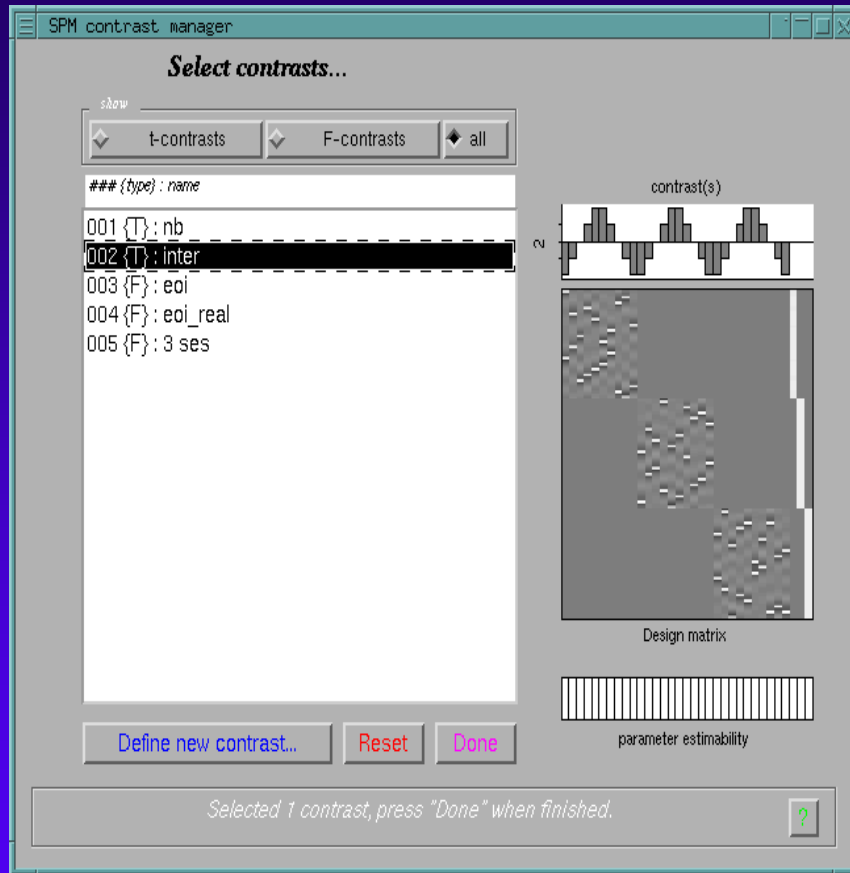 SPM contrast manager
Select contrasts...
show
t-contrasts
F-contrasts
all
### {type} : name
001 {T} : nb
002 {T} : inter
003 {F} : eoi
004 {F} : eoi_real
005 {F} : 3 ses
contrast(s)
2
Design matrix
parameter estimability
Define new contrast...
Reset
Done
Selected 1 contrast, press "Done" when finished.
?